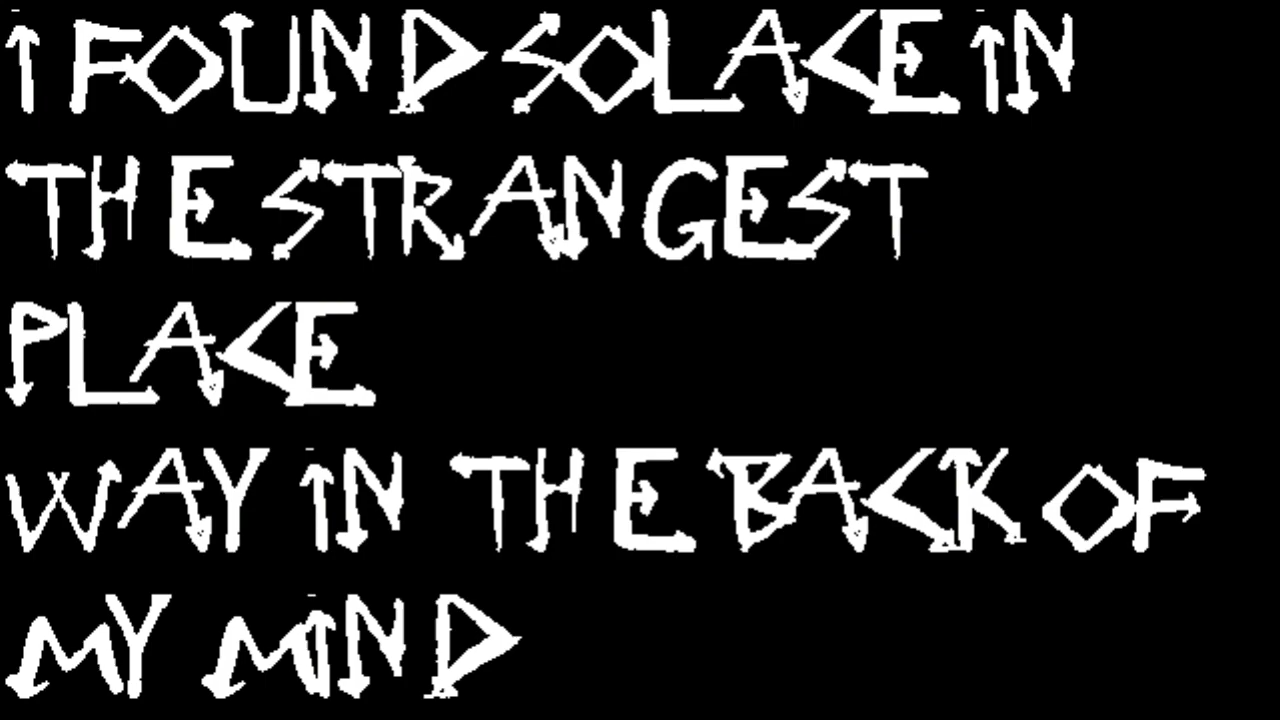 I FOUND SOLACE IN
THE STRANGEST
PLACE
WAY IN THE BACK OF
MY MIND